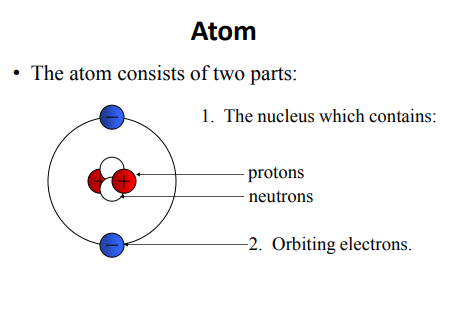 Atom
• The atom consists of two parts:
1. The nucleus which contains:
protons
neutrons
2. Orbiting electrons.
−
+
+
−